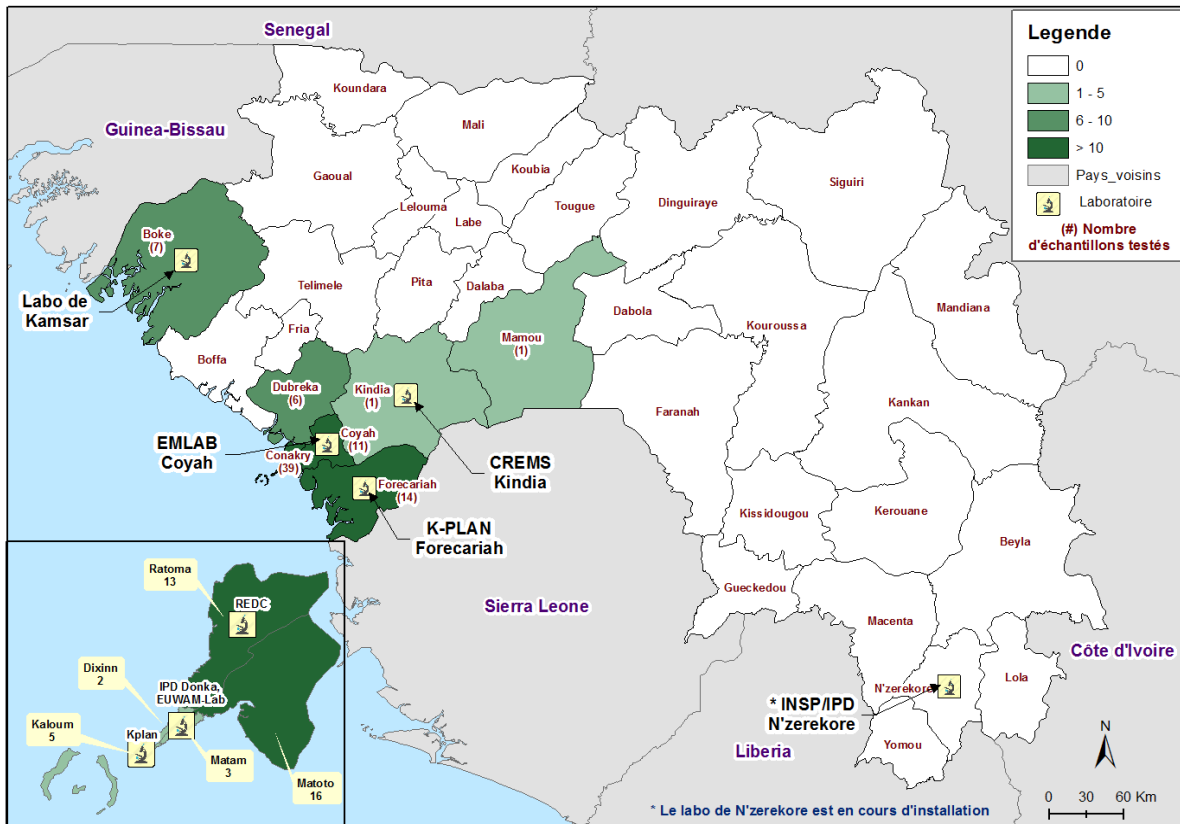 Senegal
Guinea-Bissau
Koundara
Mali
Gaoual
Koubia
Lelouma
Labe
Tougue
Dinguiraye
Siguiri
Boke
(7)
Labo de
Kamsar
Telimele
Pita
Dalaba
Fria
Boffa
Mamou
(1)
Dabola
Kouroussa
Mandiana
Dubreka
(6)
Kindia
(1)
Coyah
(11)
Conakry
(39)
Forecariah
(14)
EMLAB
Coyah
CREMS
Kindia
K-PLAN
Forecariah
Faranah
Kankan
Kissidougou
Kerouane
Beyla
Gueckedou
Macenta
Sierra Leone
Côte d'Ivoire
N'zerekore
Lola
* INSP/IPD
N'zerekore
Yomou
Liberia
Legende
0
1 - 5
6 - 10
> 10
Pays_voisins
Laboratoire
(#) Nombre
d'échantillons testés
Ratoma
13
REDC
Dixinn
2
IPD Donka,
EUWAM-Lab
Kaloum
5
Kplan
Matam
3
Matoto
16
N
* Le labo de N'zerekore est en cours d'installation
0 30 60 Km